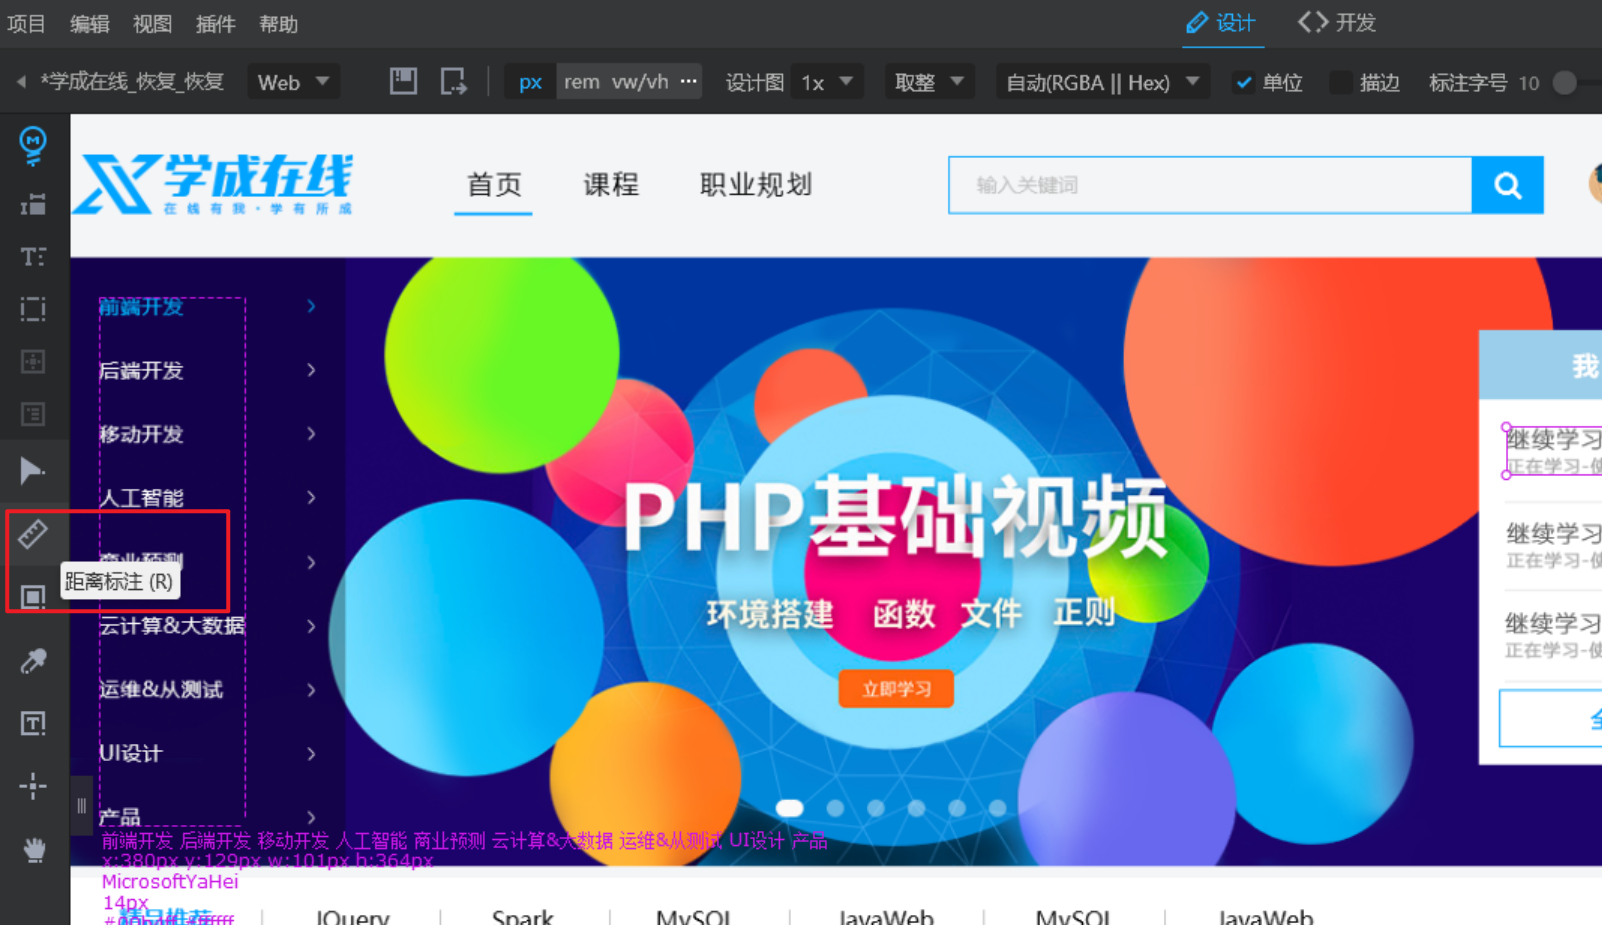 项目 编辑 视图 插件 帮助 设计 开发
*学成在线_恢复_恢复 Web px rem vw/vh ··· 设计图 1x 取整 自动(RGBA || Hex) 单位 描边 标注字号 10
学成在线
在线有我·学有所成
首页 课程 职业规划 输入关键词
前端开发
后端开发
移动开发
人工智能
商业预测
距离标注 (R)
云计算&大数据
运维&从测试
UI设计
产品
PHP基础视频
环境搭建 函数 文件 正则
立即学习
我
继续学习
正在学习-使
继续学习
正在学习-使
继续学习
正在学习-使
全
前端开发 后端开发 移动开发 人工智能 商业预测 云计算&大数据 运维&从测试 UI设计 产品
x:380px y:129px w:101px h:364px
MicrosoftYaHei
14px
精品推荐 JQuery Spark MySQL JavaWeb MySQL JavaWeb